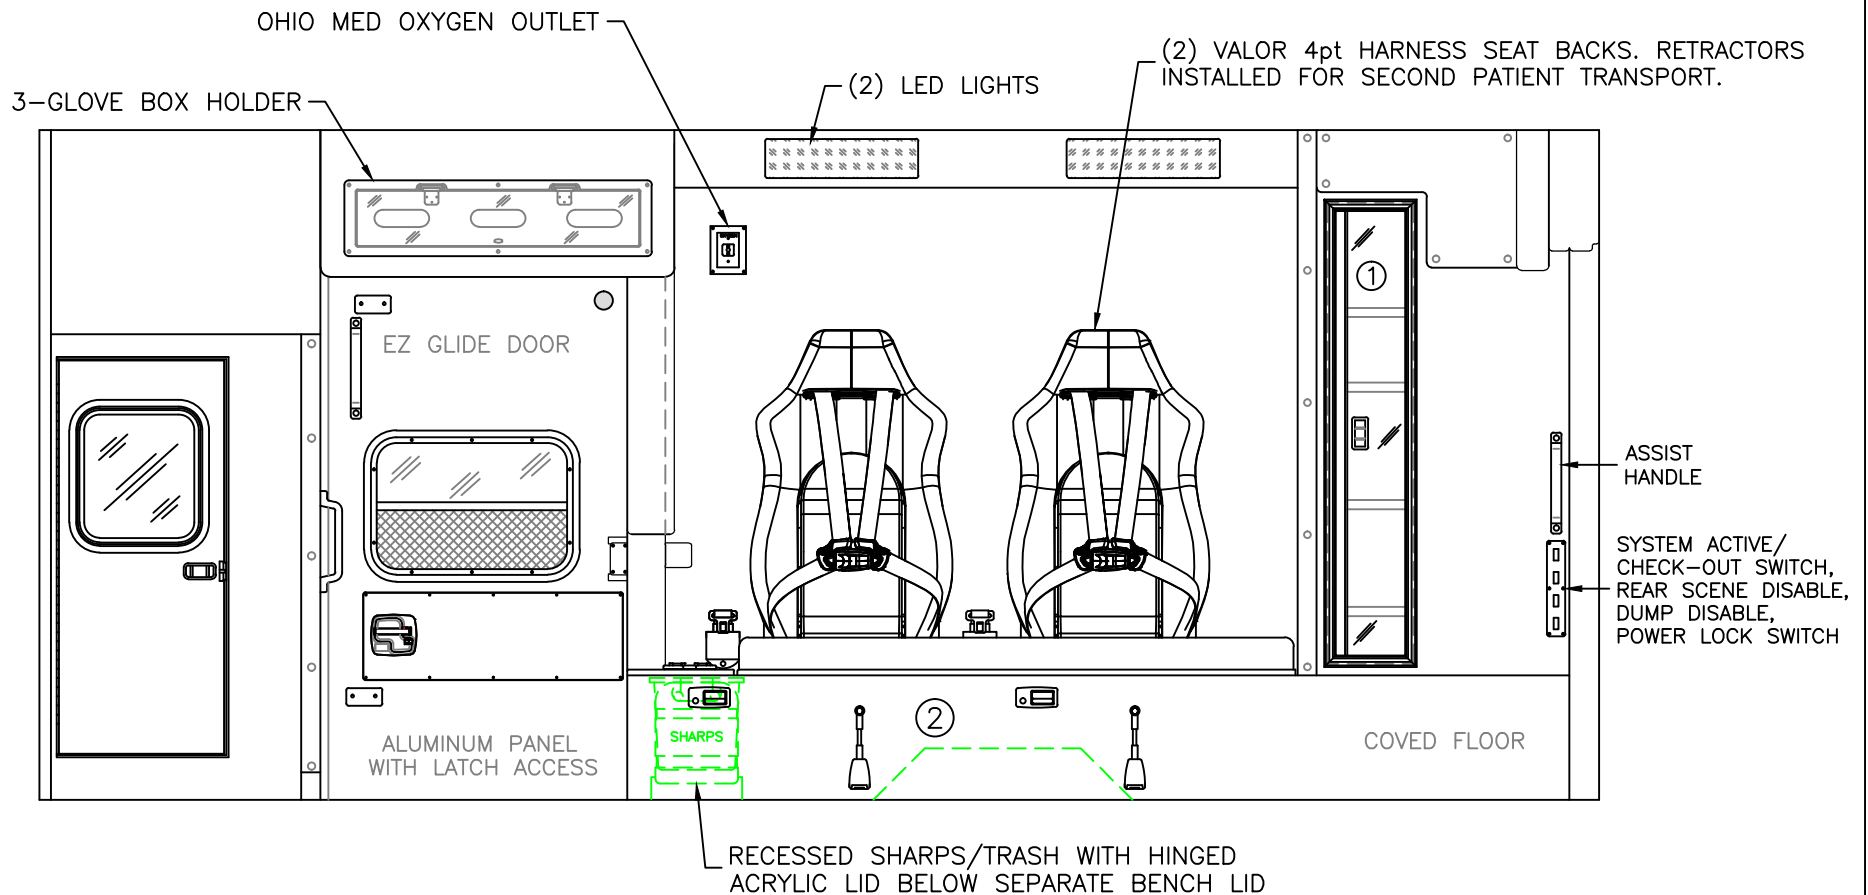 OHIO MED OXYGEN OUTLET
(2) VALOR 4pt HARNESS SEAT BACKS. RETRACTORS
INSTALLED FOR SECOND PATIENT TRANSPORT.
(2) LED LIGHTS
3-GLOVE BOX HOLDER
1
EZ GLIDE DOOR
ASSIST
HANDLE
SYSTEM ACTIVE/
CHECK-OUT SWITCH,
REAR SCENE DISABLE,
DUMP DISABLE,
POWER LOCK SWITCH
2
SHARPS
ALUMINUM PANEL
WITH LATCH ACCESS
COVED FLOOR
RECESSED SHARPS/TRASH WITH HINGED
ACRYLIC LID BELOW SEPARATE BENCH LID